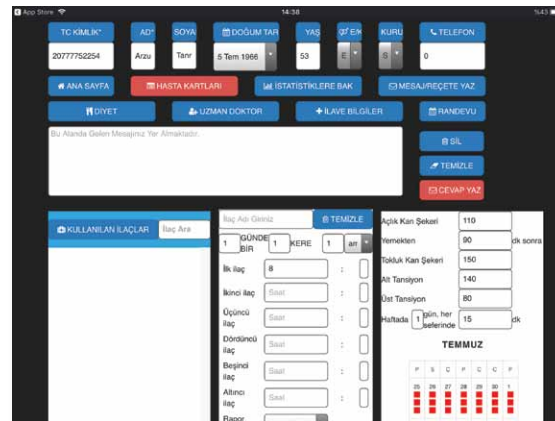 App Store
14:38
%43
TC KİMLİK*
AD*
SOYA
DOĞUM TAR
YAŞ
E/K
KURU
TELEFON
20777752254
Arzu
Tanr
5 Tem 1966
53
E
S
0
ANA SAYFA
HASTA KARTLARI
İSTATİSTİKLERE BAK
MESAJ/REÇETE YAZ
DİYET
UZMAN DOKTOR
İLAVE BİLGİLER
RANDEVU
Bu Alanda Gelen Mesajınız Yer Almaktadır.
SİL
TEMİZLE
CEVAP YAZ
KULLANILAN İLAÇLAR
İlaç Ara
İlaç Adı Giriniz
TEMİZLE
1 GÜNDE BİR 1 KERE 1
İlk ilaç 8 :
İkinci ilaç Saat :
Üçüncü ilaç Saat :
Dördüncü ilaç Saat :
Beşinci ilaç Saat :
Altıncı ilaç Saat :
Rapor
Açlık Kan Şekeri 110
Yemekten 90 dk sonra
Tokluk Kan Şekeri 150
Alt Tansiyon 140
Üst Tansiyon 80
Haftada 1 gün, her seferinde 15 dk
TEMMUZ
P S Ç P C C P
25 26 27 28 29 30 1